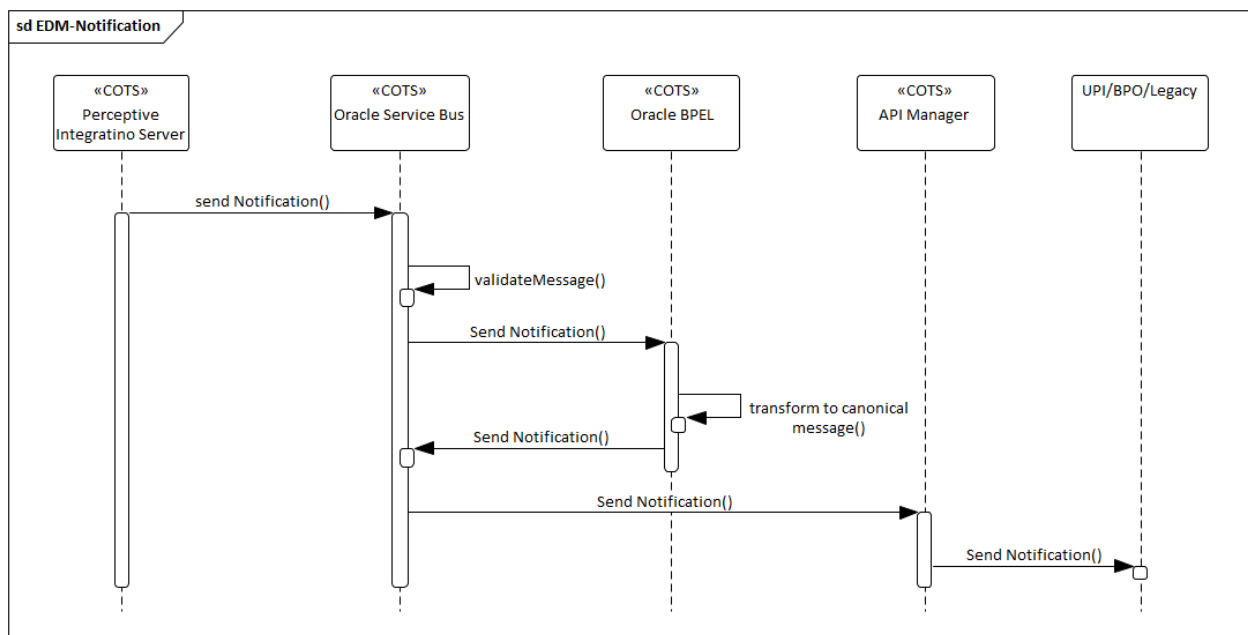 sd EDM-Notification
«COTS»
Perceptive
Integratino Server
«COTS»
Oracle Service Bus
«COTS»
Oracle BPEL
«COTS»
API Manager
UPI/BPO/Legacy
send Notification()
validateMessage()
Send Notification()
transform to canonical
message()
Send Notification()
Send Notification()
Send Notification()